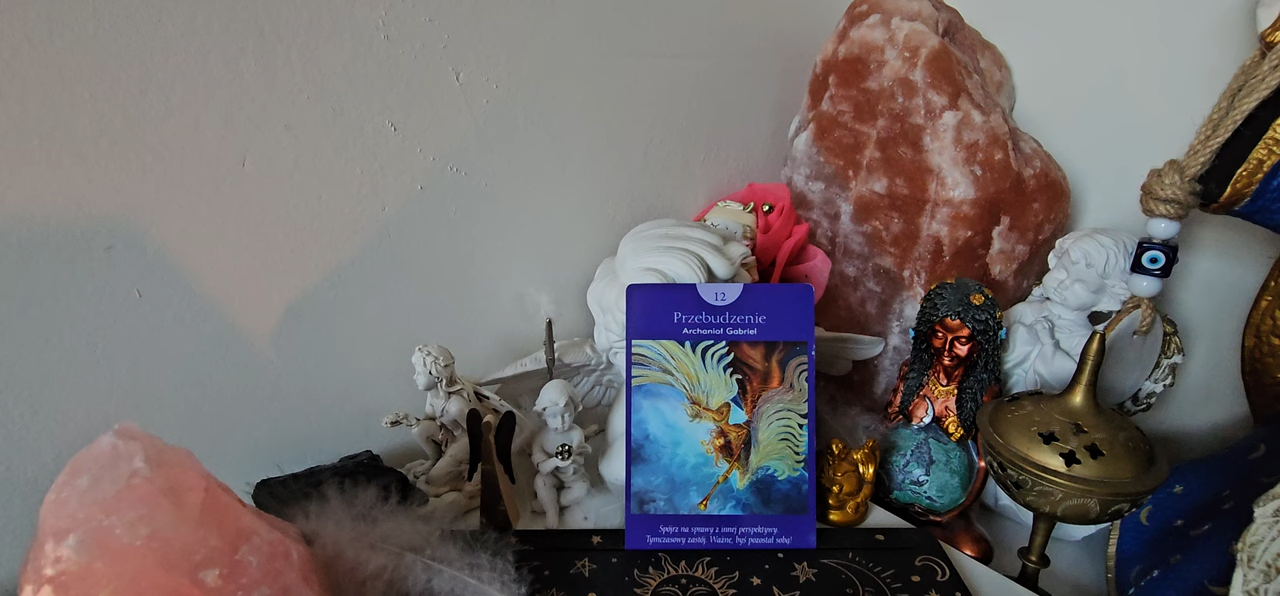 12
Przebudzenie
Archanioł Gabriel
Spójrz na sprawy z innej perspektywy.
Tymczasowy zastój. Ważne, byś pozostał sobą!